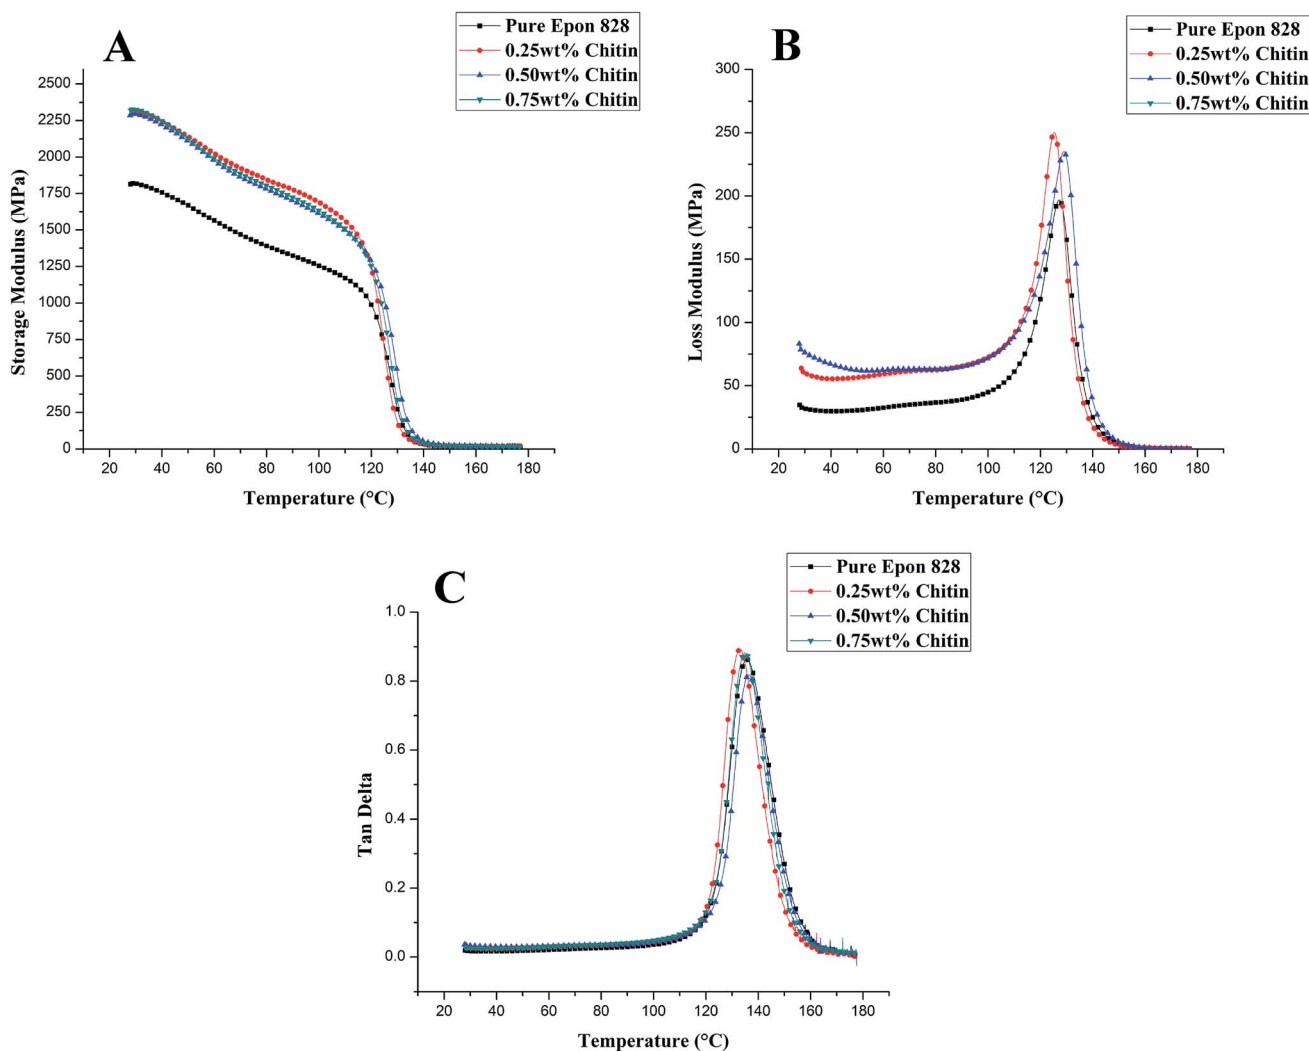 A
Pure Epon 828
0.25wt% Chitin
0.50wt% Chitin
0.75wt% Chitin
2500
2250
2000
1750
1500
1250
1000
750
500
250
0
Storage Modulus (MPa)
20 40 60 80 100 120 140 160 180
Temperature (°C)
B
Pure Epon 828
0.25wt% Chitin
0.50wt% Chitin
0.75wt% Chitin
300
250
200
150
100
50
0
Loss Modulus (MPa)
20 40 60 80 100 120 140 160 180
Temperature (°C)
C
Pure Epon 828
0.25wt% Chitin
0.50wt% Chitin
0.75wt% Chitin
1.0
0.8
0.6
0.4
0.2
0.0
Tan Delta
20 40 60 80 100 120 140 160 180
Temperature (°C)